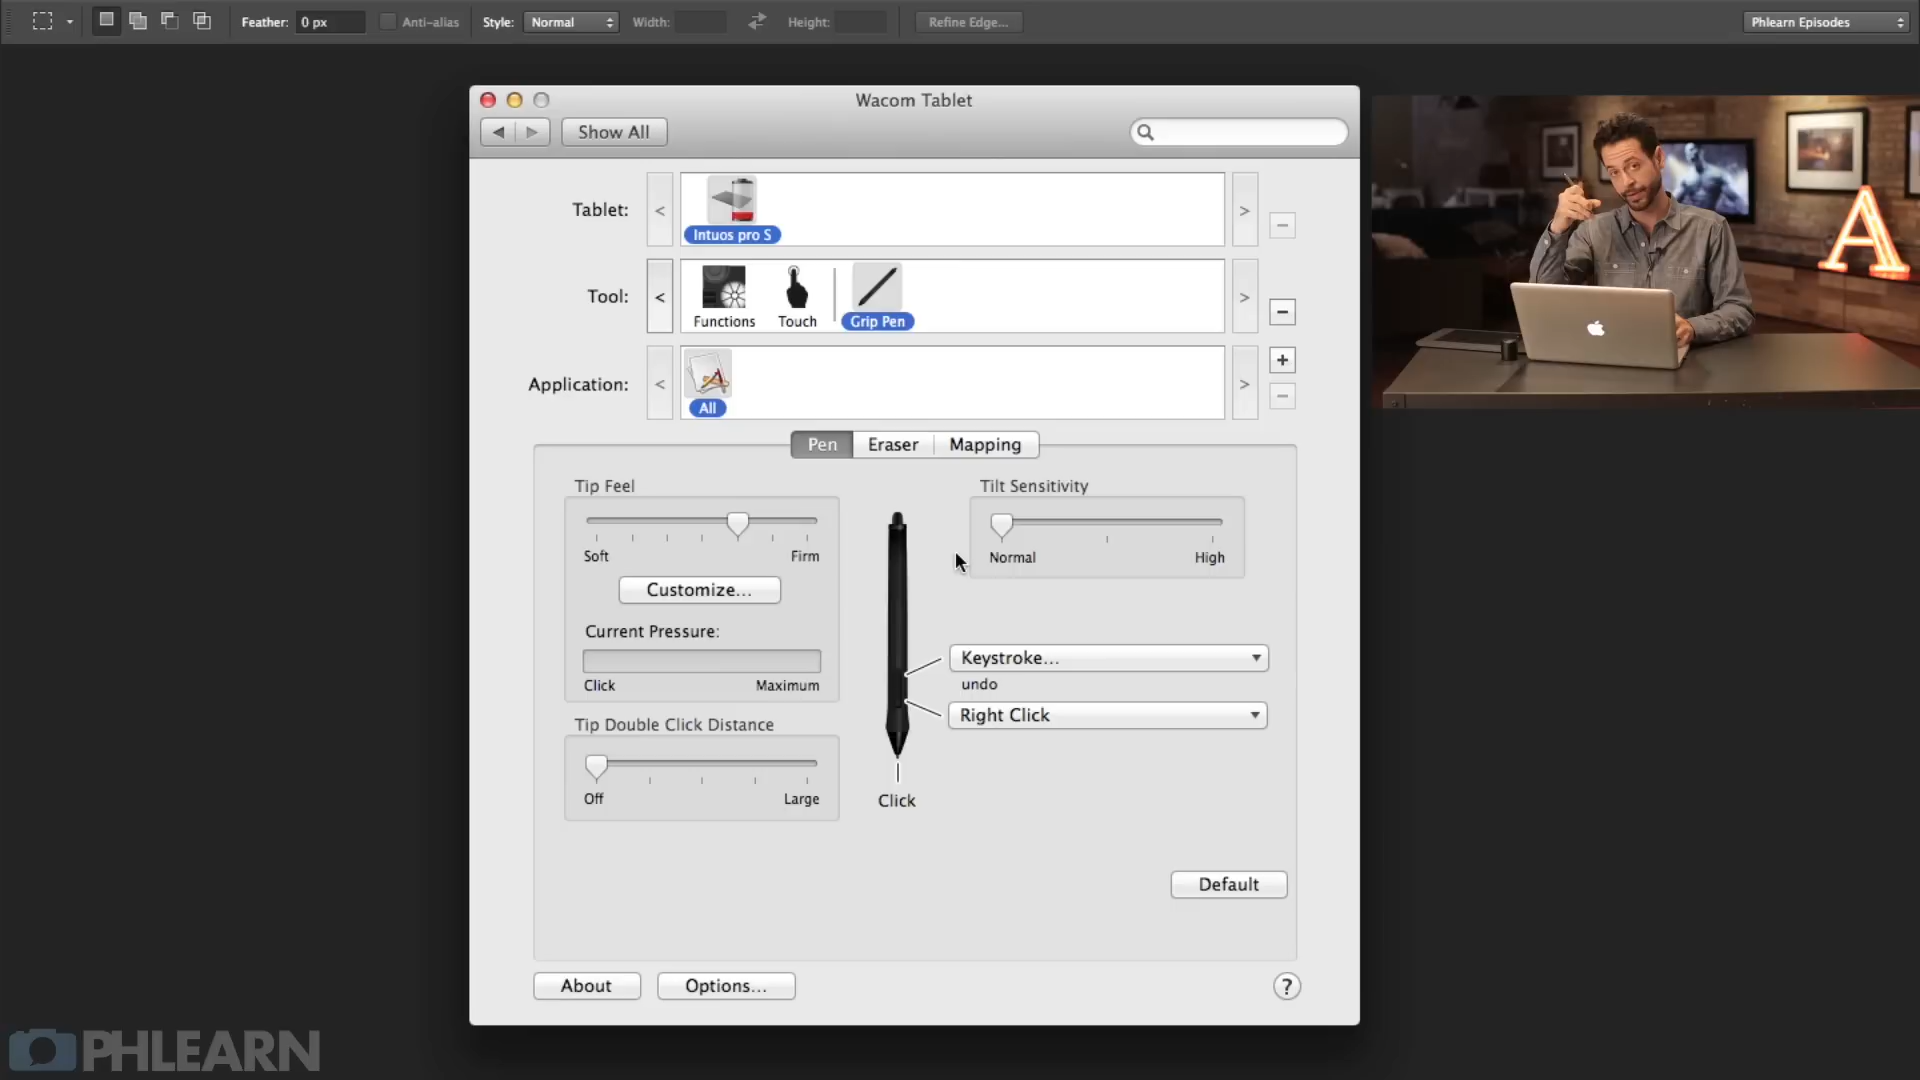 Feather: 0 px Anti-alias Style: Normal Width: Height: Refine Edge... Phlearn Episodes
Wacom Tablet
Show All
Tablet:
Intuos pro S
Tool:
Functions Touch Grip Pen
Application:
All
Pen Eraser Mapping
Tip Feel
Soft Firm
Customize...
Current Pressure:
Click Maximum
Tip Double Click Distance
Off Large
Click
Tilt Sensitivity
Normal High
Keystroke...
undo
Right Click
Default
About Options... ?
PHLEARN
A